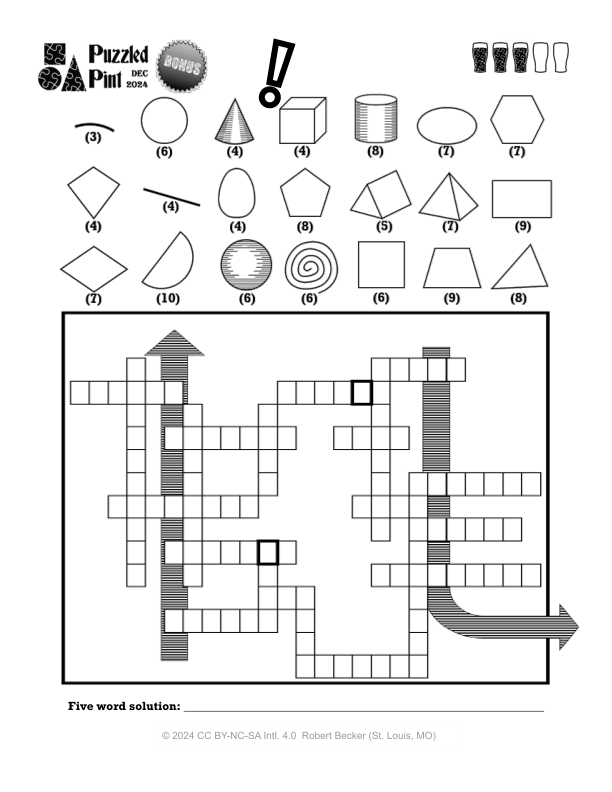 Puzzled
Pint DEC
2024
BONUS
!
(3) (6) (4) (4) (8) (7) (7)
(4) (4) (4) (8) (5) (7) (9)
(7) (10) (6) (6) (6) (9) (8)
Five word solution:
© 2024 CC BY-NC-SA Intl. 4.0 Robert Becker (St. Louis, MO)